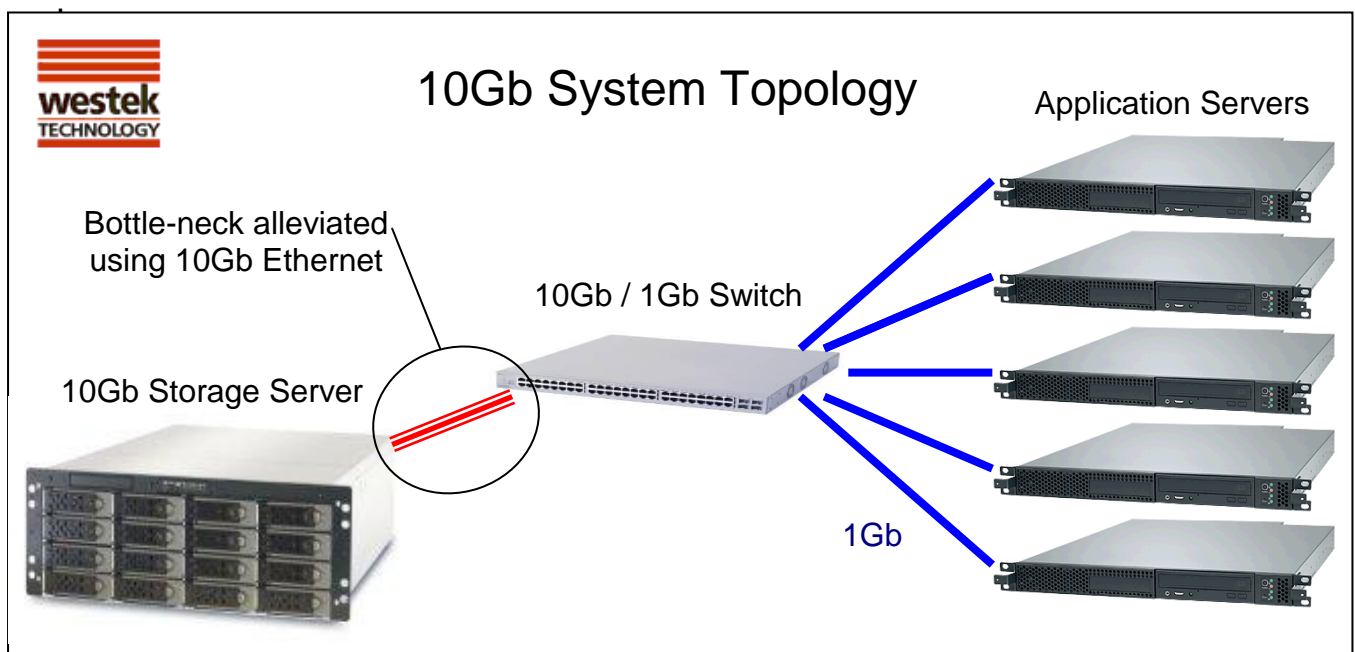 westek
TECHNOLOGY
10Gb System Topology
Application Servers
Bottle-neck alleviated
using 10Gb Ethernet
10Gb / 1Gb Switch
10Gb Storage Server
1Gb